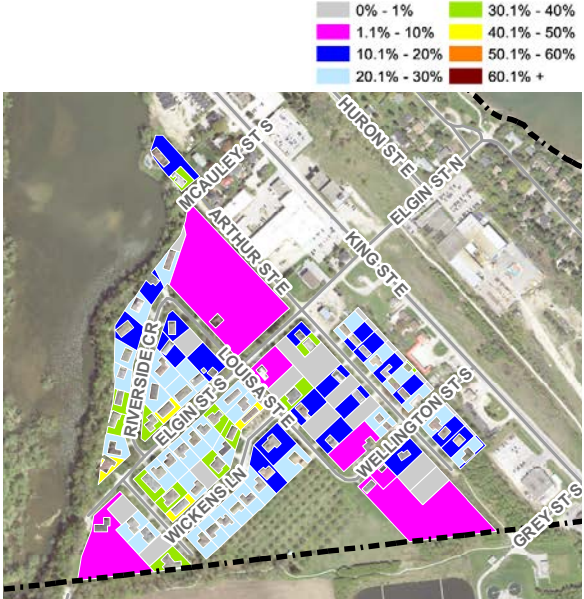 0% - 1%
30.1% - 40%
1.1% - 10%
40.1% - 50%
10.1% - 20%
50.1% - 60%
20.1% - 30%
60.1% +
HURON ST E
MCAULEY ST S
ELGIN ST N
ARTHUR ST E
KING ST E
RIVERSIDE CR
LOUISA ST E
ELGIN ST S
WELLINGTON ST S
WICKENS LN
GREY ST S